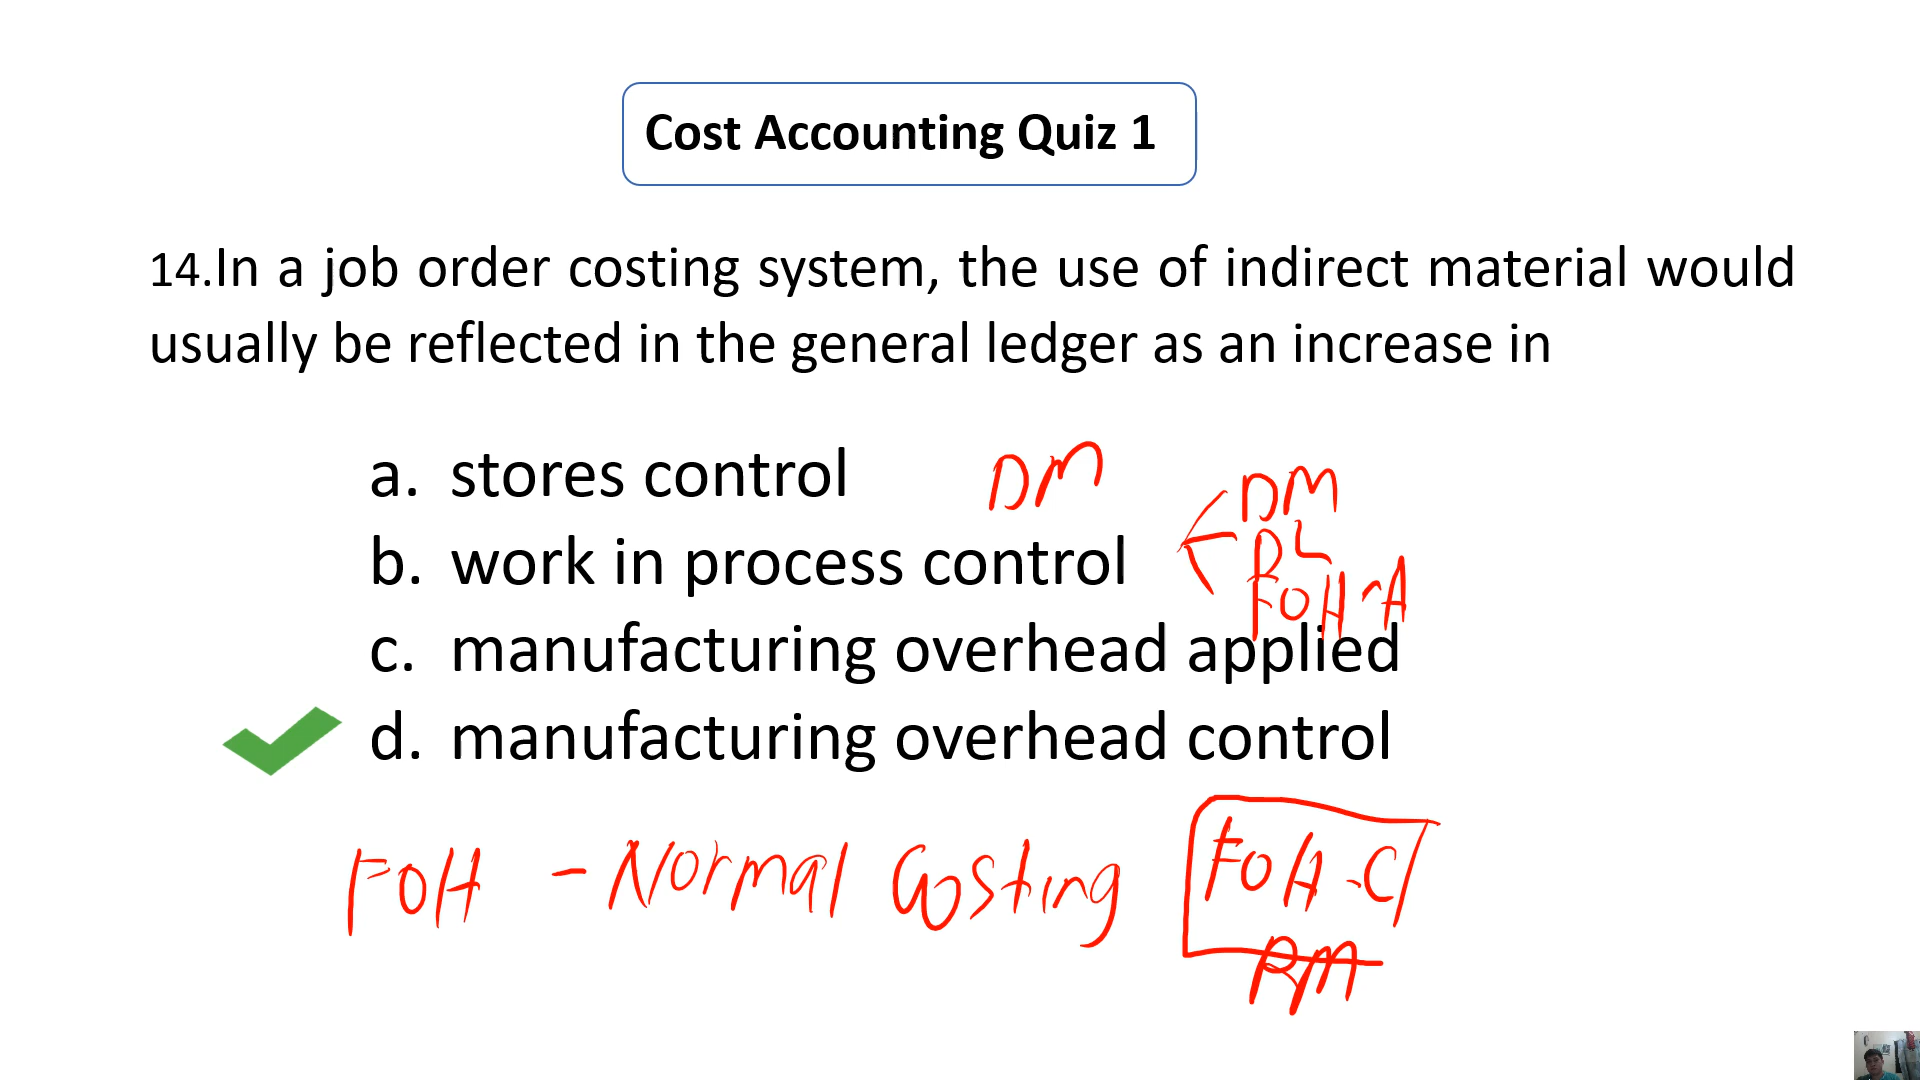 Cost Accounting Quiz 1
14.In a job order costing system, the use of indirect material would
usually be reflected in the general ledger as an increase in
a. stores control
DM
DM
b. work in process control
DL
FOH-A
c. manufacturing overhead applied
d. manufacturing overhead control
FOH - Normal Costing
FOH-C
RM